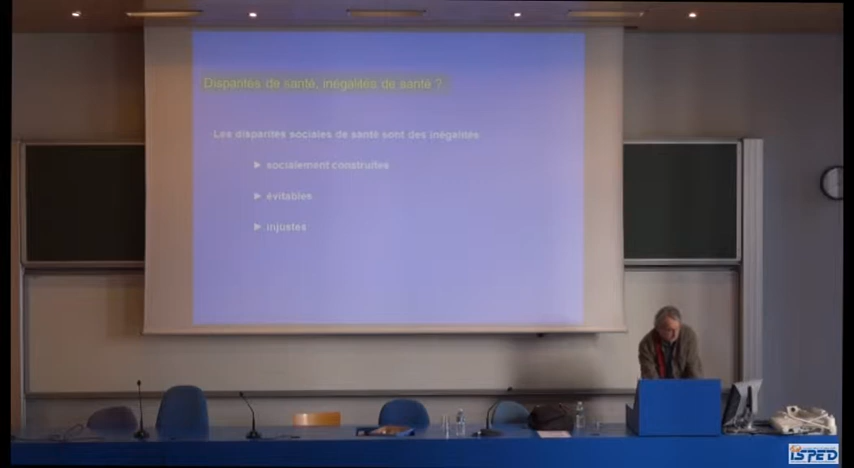 Disparités de santé, inégalités de santé ?
Les disparités sociales de santé sont des inégalités
► socialement construites
► évitables
► injustes
ISPED